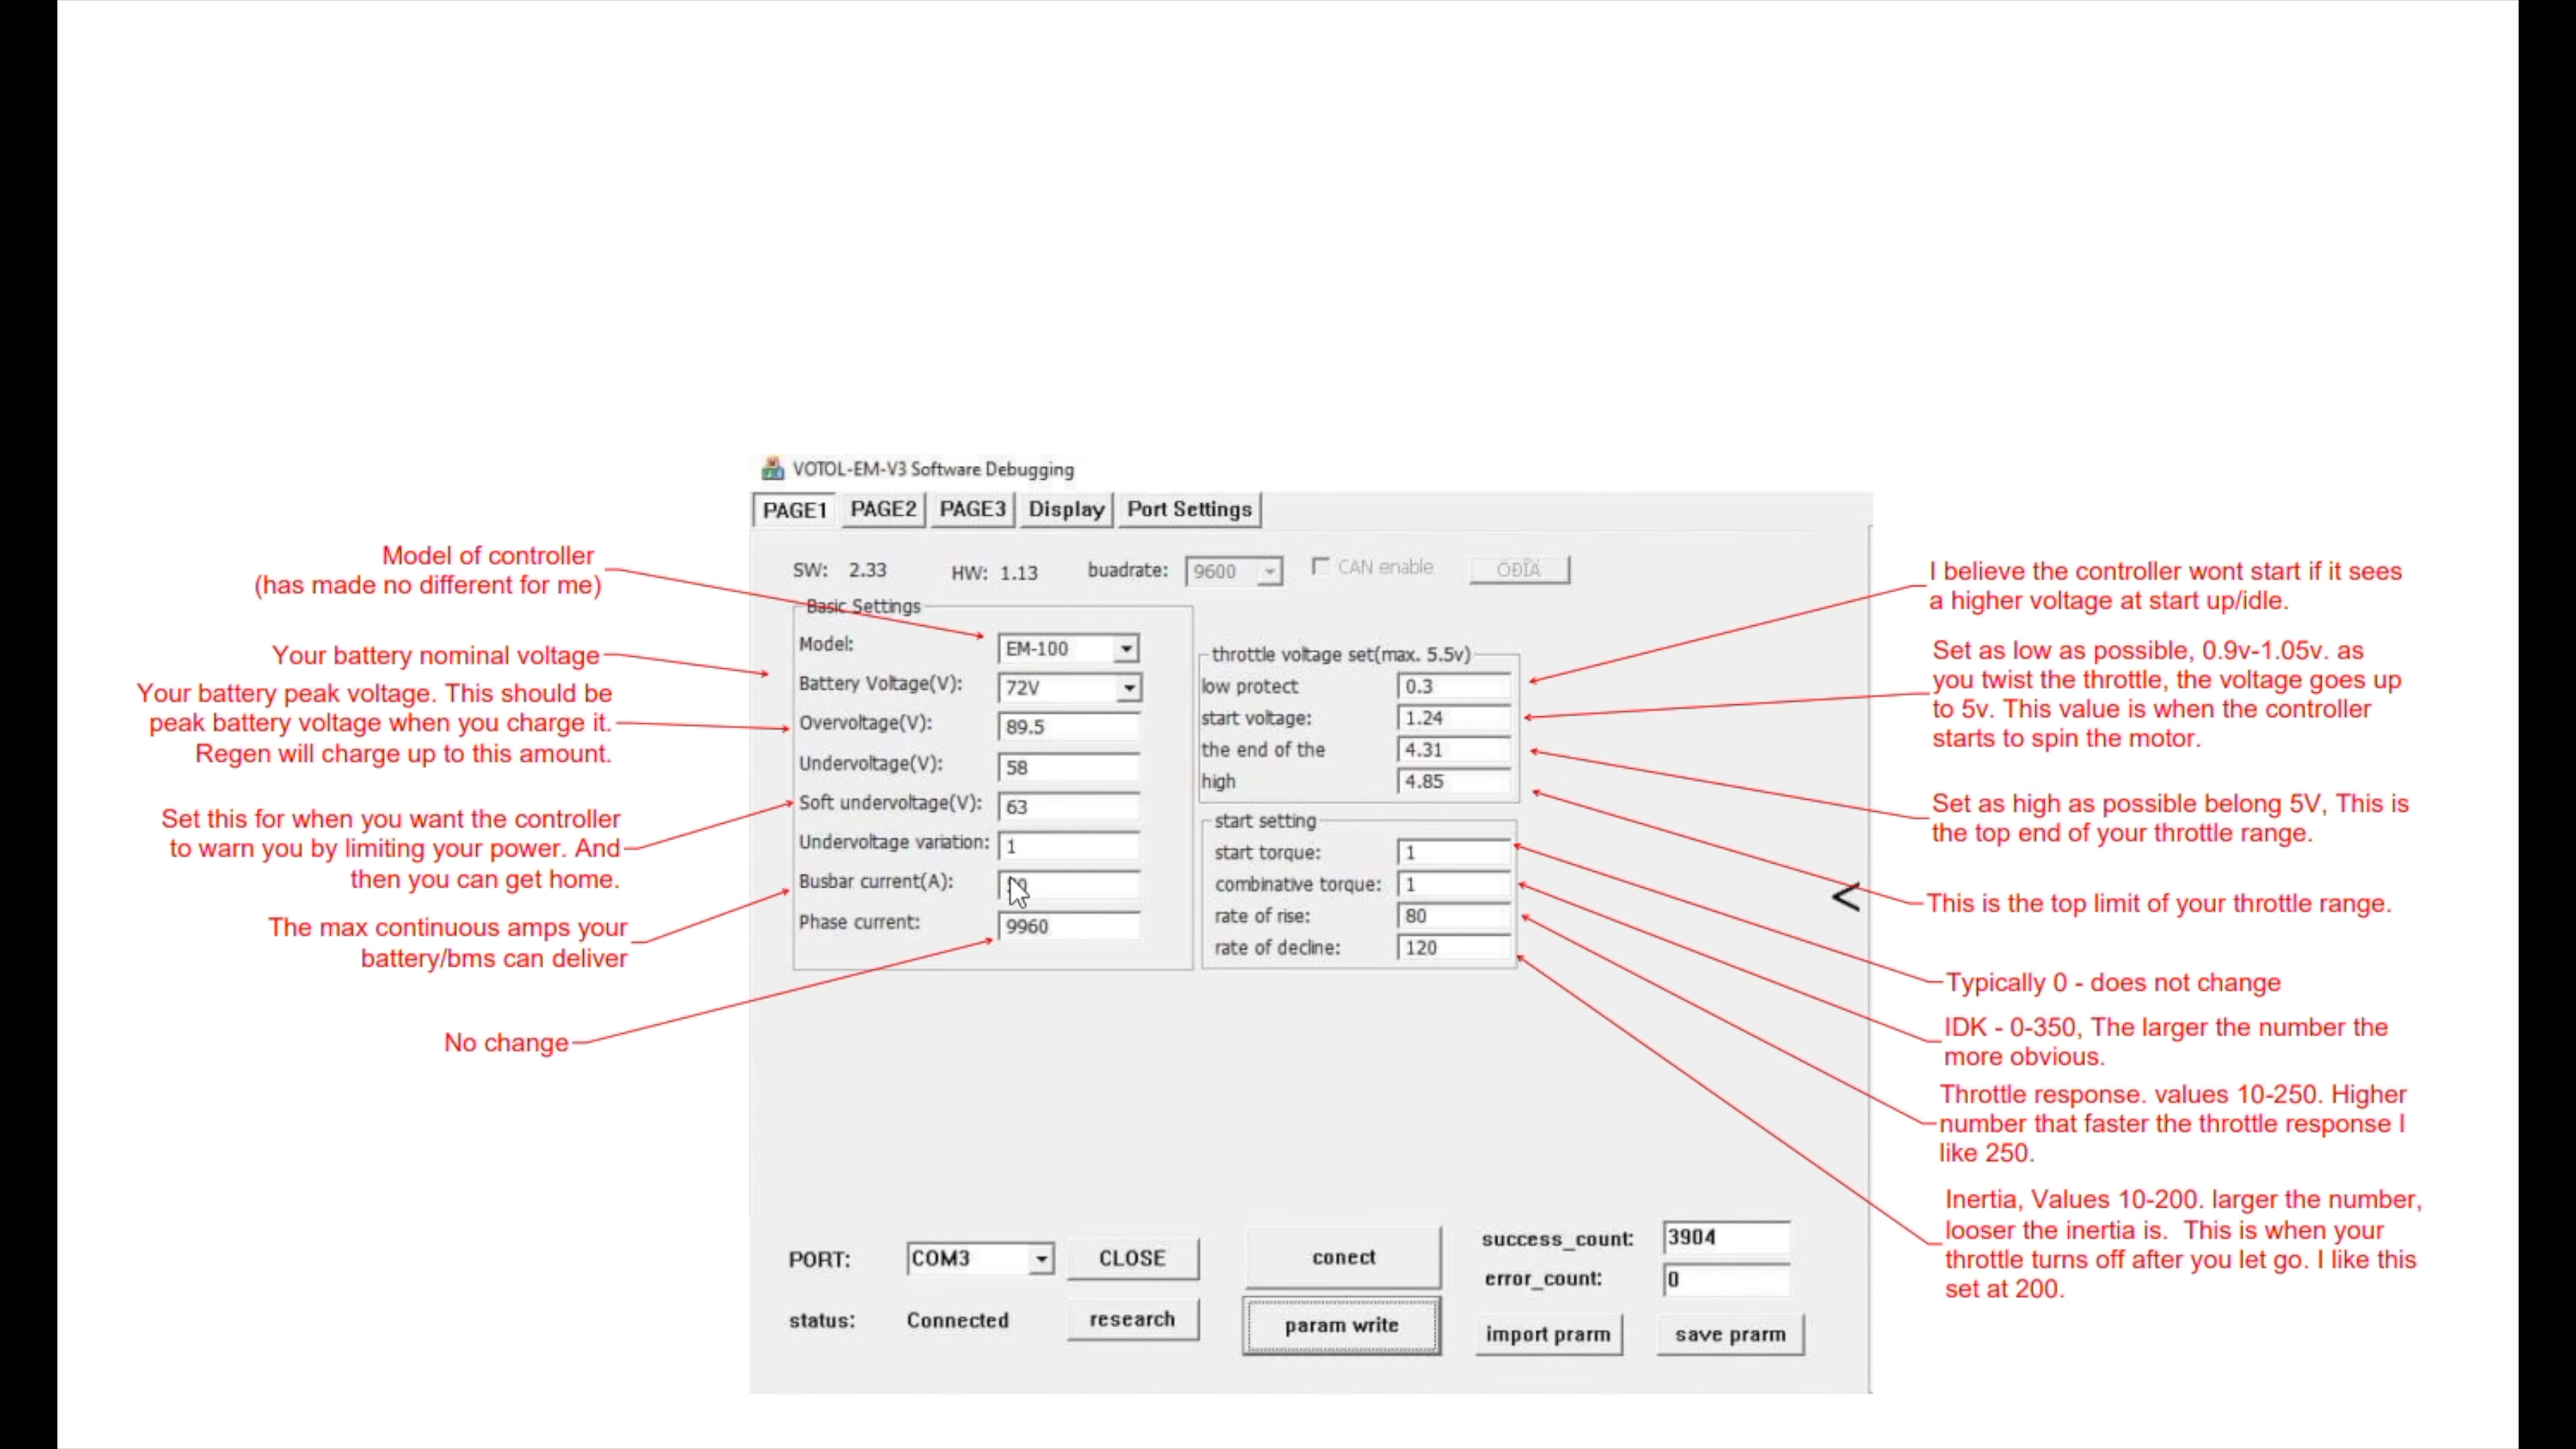 VOTOL-EM-V3 Software Debugging
PAGE1 PAGE2 PAGE3 Display Port Settings
SW: 2.33 HW: 1.13 buadrate: 9600 CAN enable ÖÐÎÄ
Basic Settings
Model: EM-100
Battery Voltage(V): 72V
Overvoltage(V): 89.5
Undervoltage(V): 58
Soft undervoltage(V): 63
Undervoltage variation: 1
Busbar current(A):
Phase current: 9960
throttle voltage set(max. 5.5v)
low protect 0.3
start voltage: 1.24
the end of the 4.31
high 4.85
start setting
start torque: 1
combinative torque: 1
rate of rise: 80
rate of decline: 120
<
PORT: COM3 CLOSE conect success_count: 3904
error_count: 0
status: Connected research param write import prarm save prarm
Model of controller
(has made no different for me)
Your battery nominal voltage
Your battery peak voltage. This should be
peak battery voltage when you charge it.
Regen will charge up to this amount.
Set this for when you want the controller
to warn you by limiting your power. And
then you can get home.
The max continuous amps your
battery/bms can deliver
No change
I believe the controller wont start if it sees
a higher voltage at start up/idle.
Set as low as possible, 0.9v-1.05v. as
you twist the throttle, the voltage goes up
to 5v. This value is when the controller
starts to spin the motor.
Set as high as possible belong 5V, This is
the top end of your throttle range.
This is the top limit of your throttle range.
Typically 0 - does not change
IDK - 0-350, The larger the number the
more obvious.
Throttle response. values 10-250. Higher
number that faster the throttle response I
like 250.
Inertia, Values 10-200. larger the number,
looser the inertia is. This is when your
throttle turns off after you let go. I like this
set at 200.